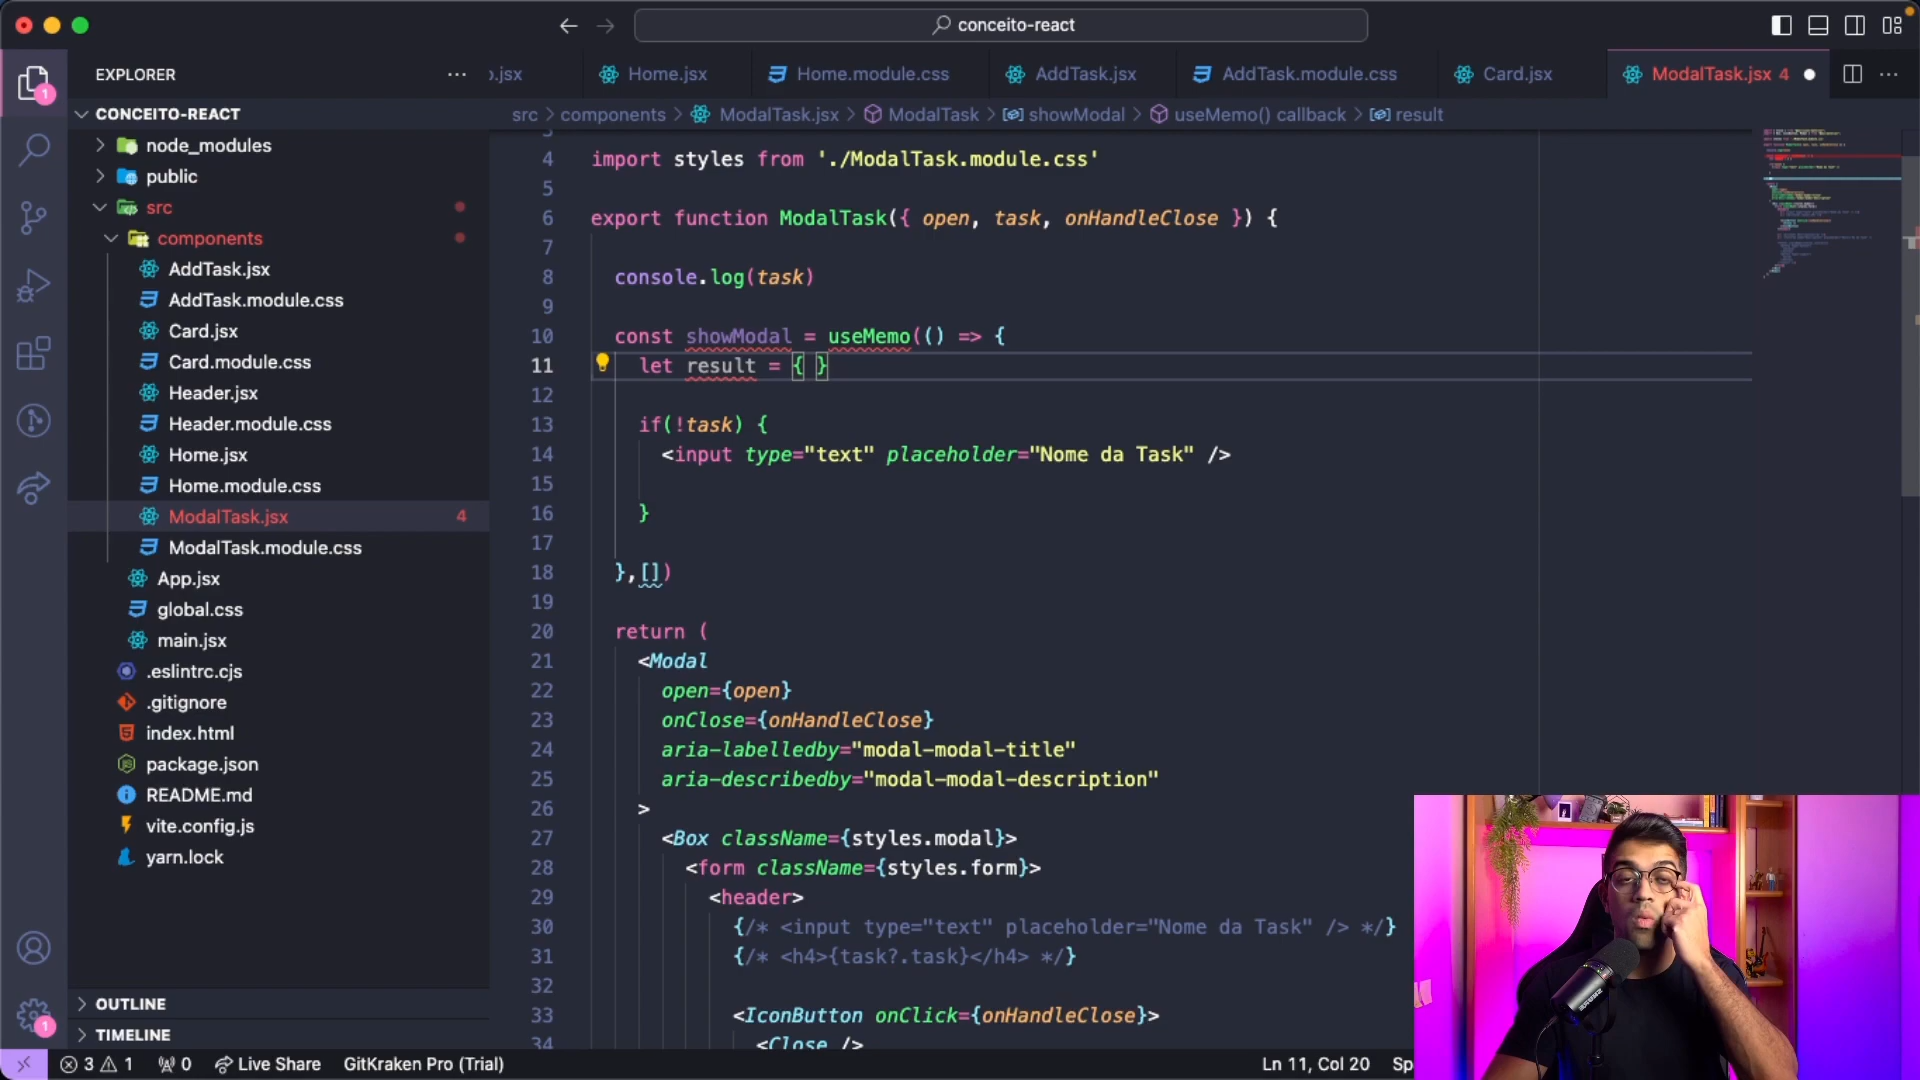 conceito-react
EXPLORER
.jsx
Home.jsx
Home.module.css
AddTask.jsx
AddTask.module.css
Card.jsx
ModalTask.jsx 4
CONCEITO-REACT
src > components > ModalTask.jsx > ModalTask > showModal > useMemo() callback > result
node_modules
public
src
components
AddTask.jsx
AddTask.module.css
Card.jsx
Card.module.css
Header.jsx
Header.module.css
Home.jsx
Home.module.css
ModalTask.jsx 4
ModalTask.module.css
App.jsx
global.css
main.jsx
.eslintrc.cjs
.gitignore
index.html
package.json
README.md
vite.config.js
yarn.lock
OUTLINE
TIMELINE
1
1
3
4 import styles from './ModalTask.module.css'
5
6 export function ModalTask({ open, task, onHandleClose }) {
7
8 console.log(task)
9
10 const showModal = useMemo(() => {
11 let result = { }
12
13 if(!task) {
14 <input type="text" placeholder="Nome da Task" />
15
16 }
17
18 },[])
19
20 return (
21 <Modal
22 open={open}
23 onClose={onHandleClose}
24 aria-labelledby="modal-modal-title"
25 aria-describedby="modal-modal-description"
26 >
27 <Box className={styles.modal}>
28 <form className={styles.form}>
29 <header>
30 {/* <input type="text" placeholder="Nome da Task" /> */}
31 {/* <h4>{task?.task}</h4> */}
32
33 <IconButton onClick={onHandleClose}>
34 <Close />
3 1 0 Live Share GitKraken Pro (Trial) Ln 11, Col 20 Sp